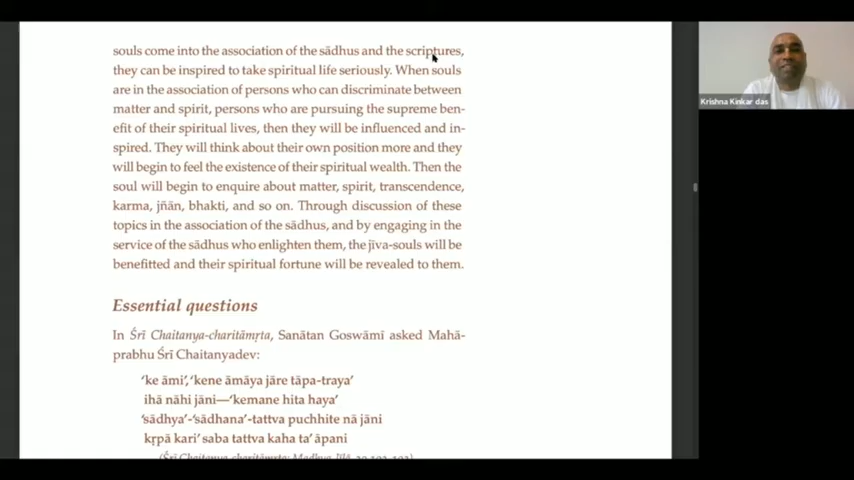 souls come into the association of the sādhus and the scriptures,
they can be inspired to take spiritual life seriously. When souls
are in the association of persons who can discriminate between
matter and spirit, persons who are pursuing the supreme ben-
efit of their spiritual lives, then they will be influenced and in-
spired. They will think about their own position more and they
will begin to feel the existence of their spiritual wealth. Then the
soul will begin to enquire about matter, spirit, transcendence,
karma, jñān, bhakti, and so on. Through discussion of these
topics in the association of the sādhus, and by engaging in the
service of the sādhus who enlighten them, the jīva-souls will be
benefitted and their spiritual fortune will be revealed to them.
Essential questions
In Śrī Chaitanya-charitāmṛta, Sanātan Goswāmī asked Mahā-
prabhu Śrī Chaitanyadev:
‘ke āmi’, ‘kene āmāya jāre tāpa-traya’
ihā nāhi jāni—‘kemane hita haya’
‘sādhya’-‘sādhana’-tattva puchhite nā jāni
kṛpā kari’ saba tattva kaha ta’ āpani
(Śrī Chaitanya-charitāmṛta: Madhya-līlā,
Krishna Kinkar das